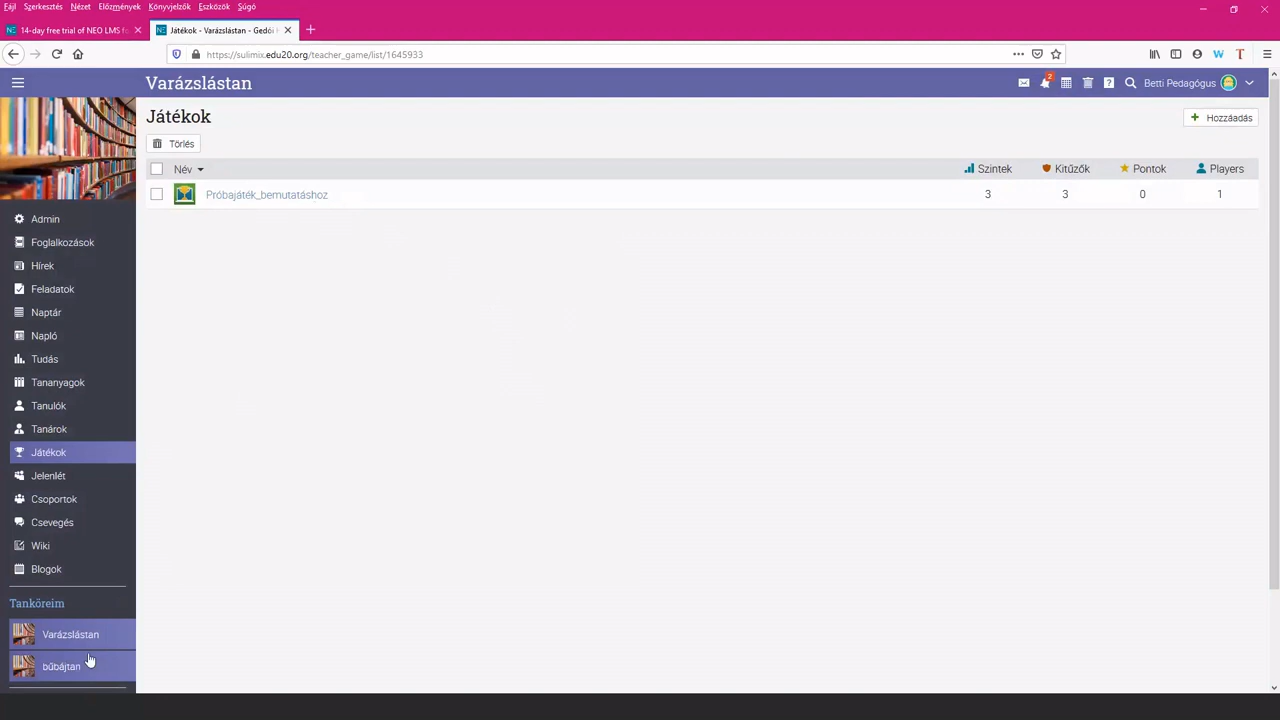 Fájl Szerkesztés Nézet Előzmények Könyvjelzők Eszközök Súgó
14-day free trial of NEO LMS fo
Játékok - Varázslástan - Gedői H
https://sulimix.edu20.org/teacher_game/list/1645933
Varázslástan
2
Betti Pedagógus
Játékok
Hozzáadás
Törlés
Név Szintek Kitűzők Pontok Players
Próbajáték_bemutatáshoz 3 3 0 1
Admin
Foglalkozások
Hírek
Feladatok
Naptár
Napló
Tudás
Tananyagok
Tanulók
Tanárok
Játékok
Jelenlét
Csoportok
Csevegés
Wiki
Blogok
Tanköreim
Varázslástan
bűbájtan